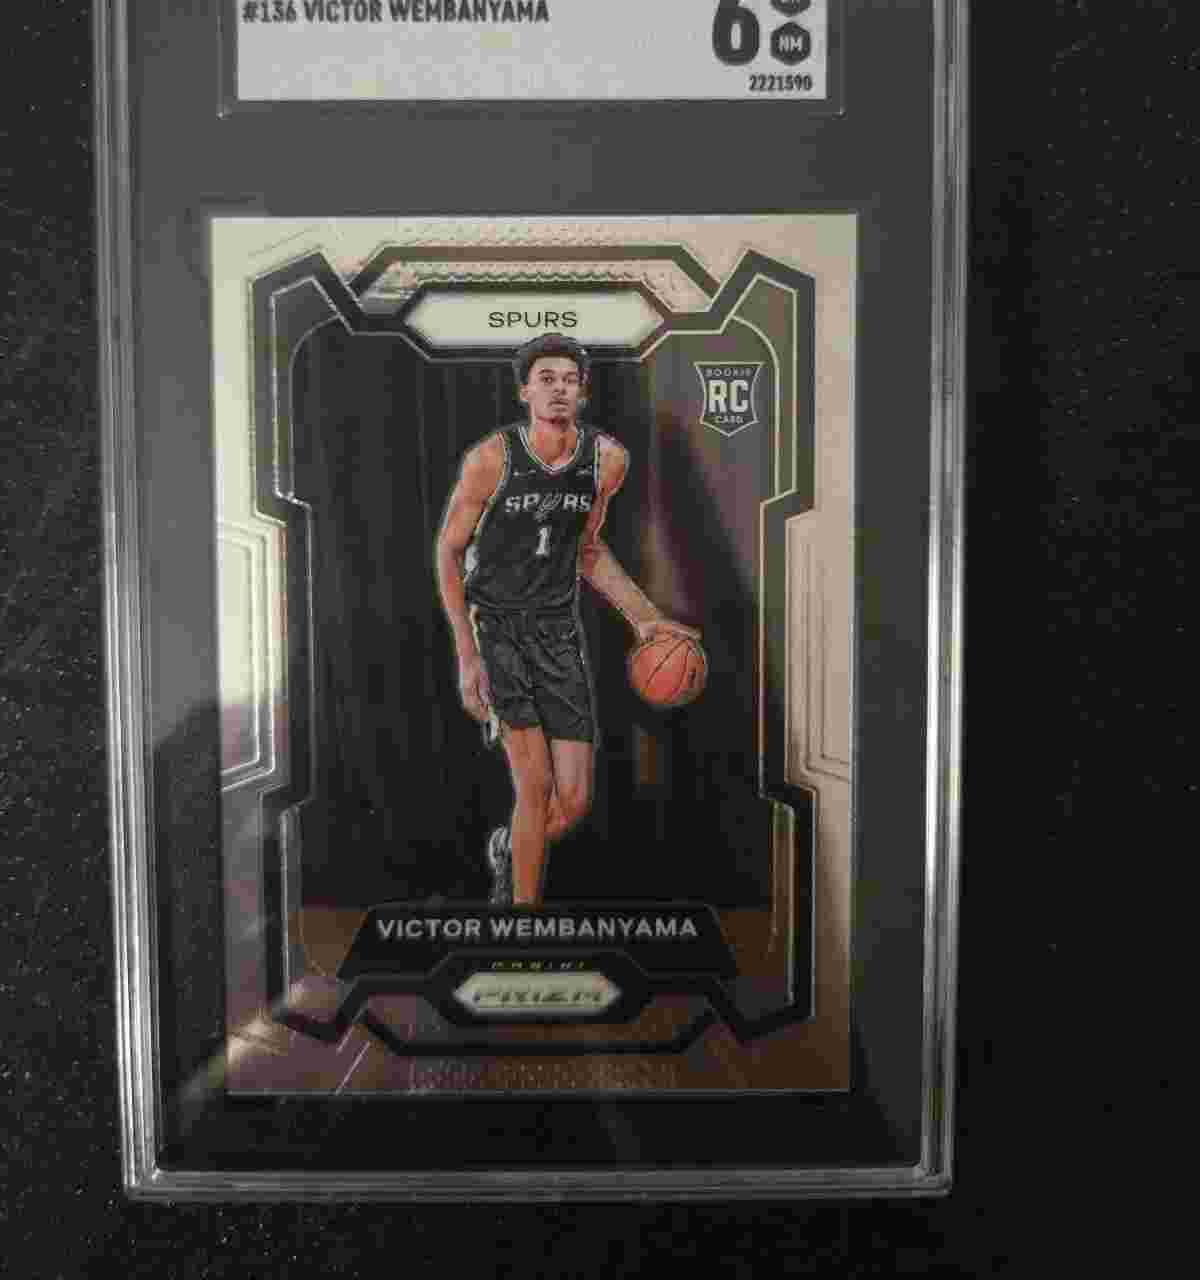 #136 VICTOR WEMBANYAMA
6
NM
2221590
SPURS
ROOKIE
RC
CARD
SPURS
1
VICTOR WEMBANYAMA
PANINI
PRIZM